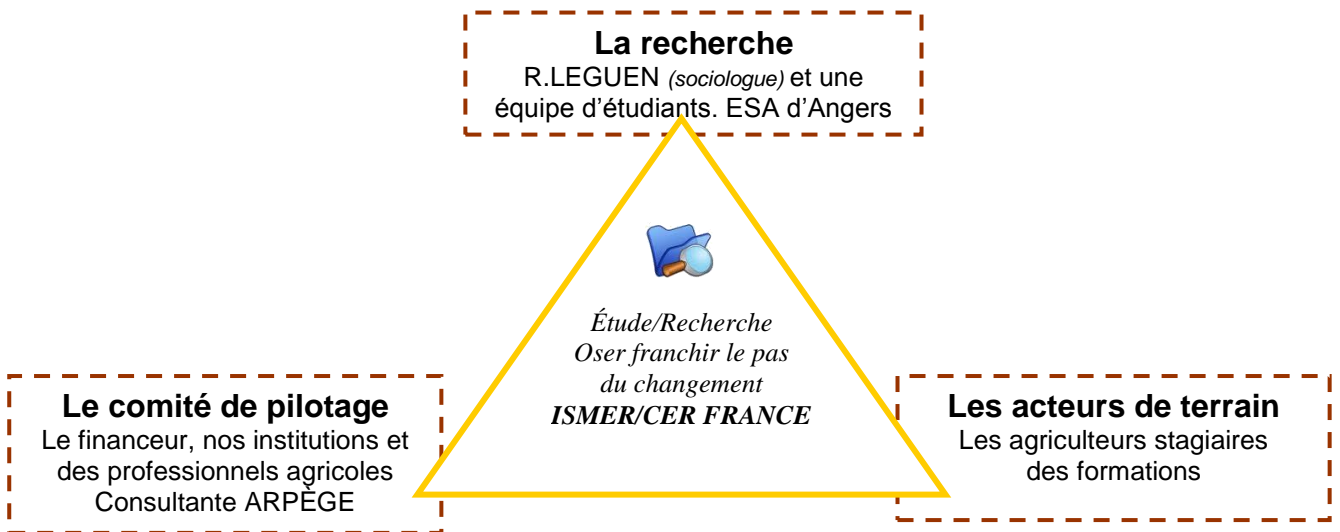 La recherche
R.LEGUEN (sociologue) et une
équipe d'étudiants. ESA d'Angers
Étude/Recherche
Oser franchir le pas
du changement
ISMER/CER FRANCE
Le comité de pilotage
Le financeur, nos institutions et
des professionnels agricoles
Consultante ARPÈGE
Les acteurs de terrain
Les agriculteurs stagiaires
des formations